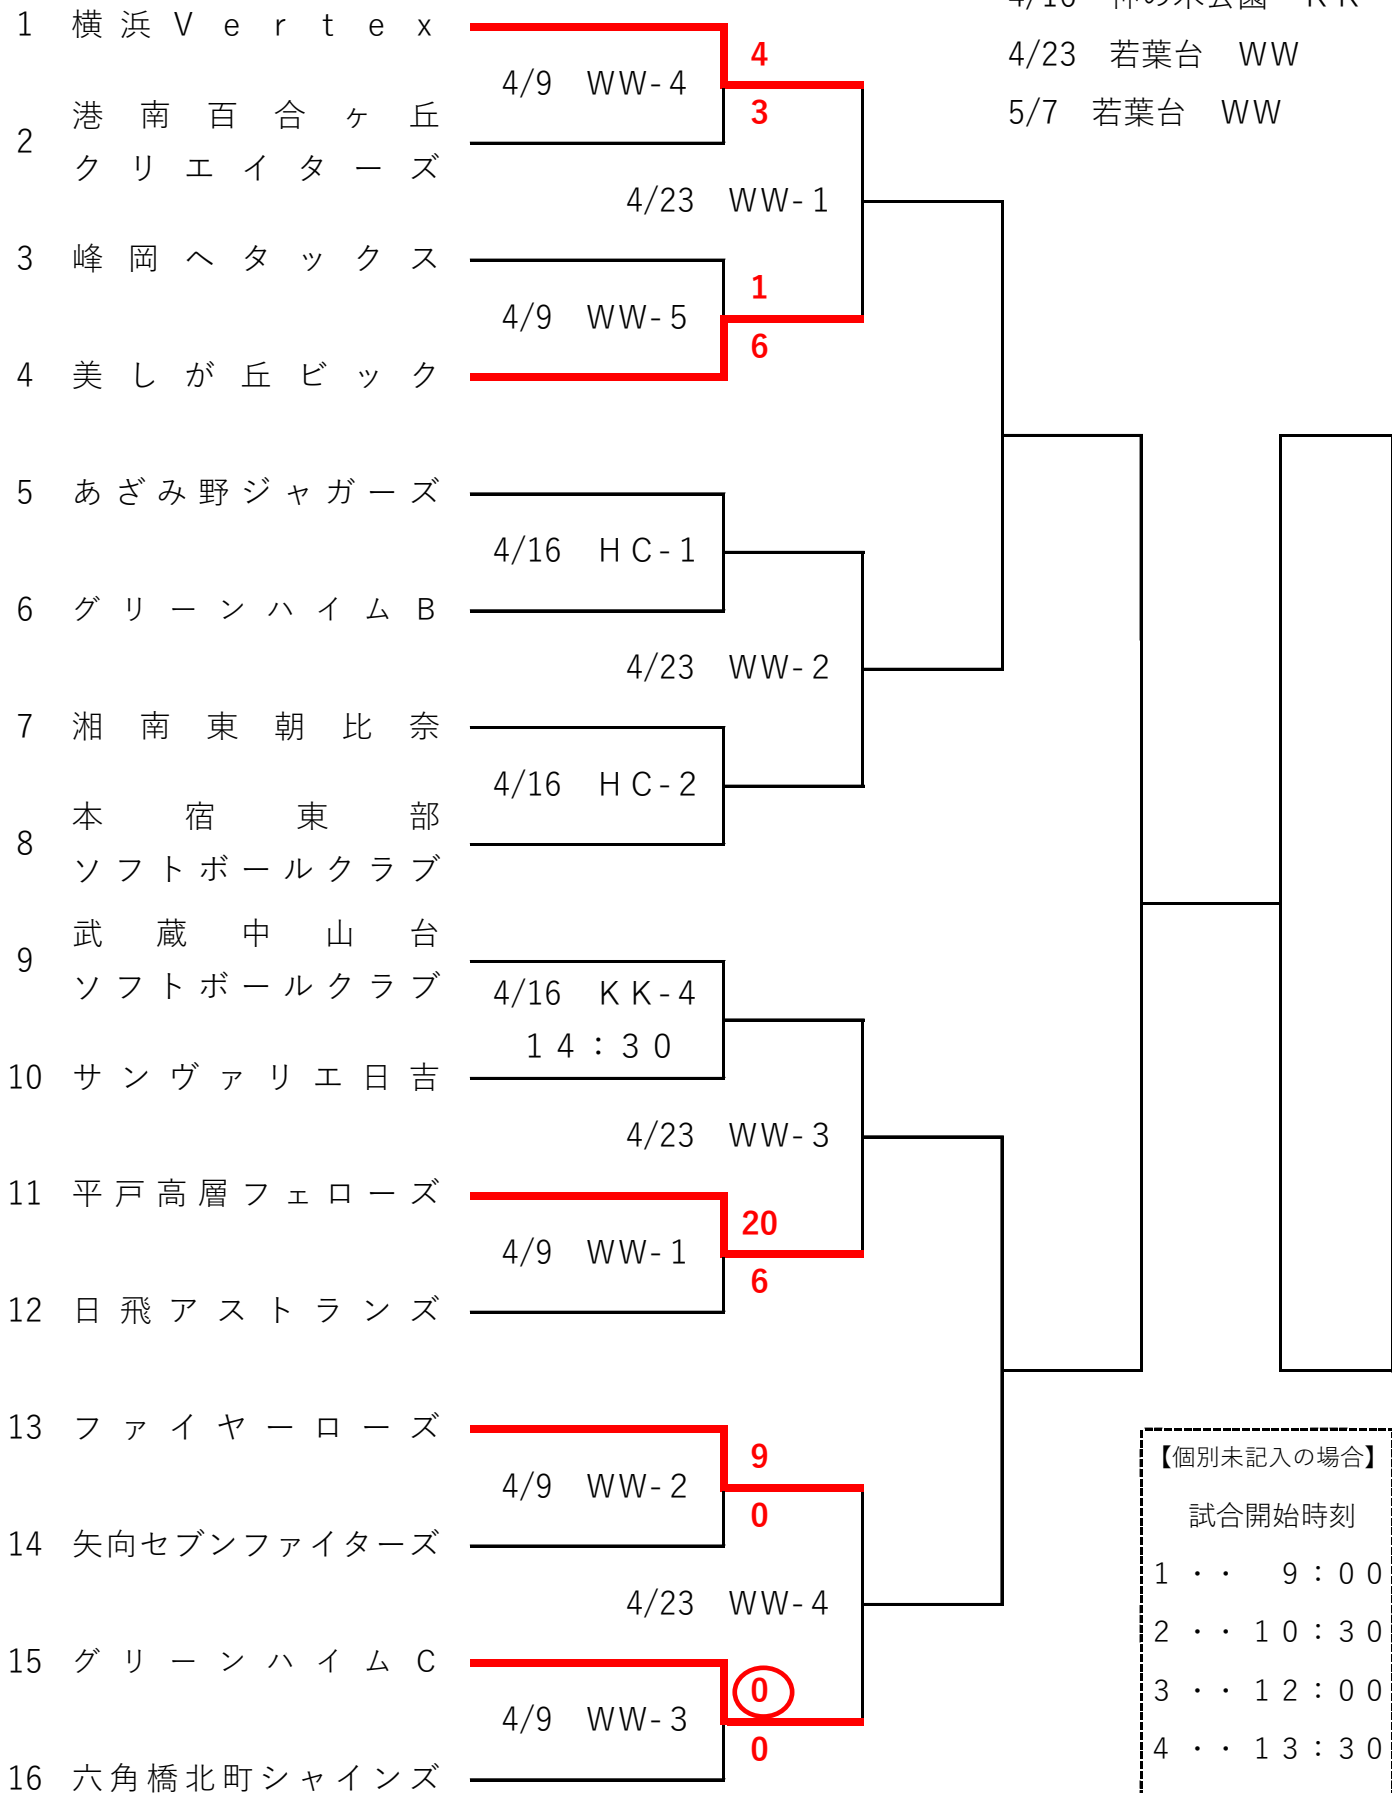 4/23 若葉台 WW
5/7 若葉台 WW
1 横浜Vertex
4/9 WW-4
4
3
2 港南百合ヶ丘
クリエイターズ
4/23 WW-1
3 峰岡ヘタックス
4/9 WW-5
1
6
4 美しが丘ビック
5 あざみ野ジャガーズ
4/16 HC-1
6 グリーンハイムB
4/23 WW-2
7 湘南東朝比奈
4/16 HC-2
8 本宿東部
ソフトボールクラブ
9 武蔵中山台
ソフトボールクラブ
4/16 KK-4
14：30
10 サンヴァリエ日吉
4/23 WW-3
11 平戸高層フェローズ
4/9 WW-1
20
6
12 日飛アストランズ
13 ファイヤーローズ
4/9 WW-2
9
0
14 矢向セブンファイターズ
4/23 WW-4
15 グリーンハイムC
4/9 WW-3
0
0
16 六角橋北町シャインズ
【個別未記入の場合】
試合開始時刻
1・・ 9：00
2・・10：30
3・・12：00
4・・13：30